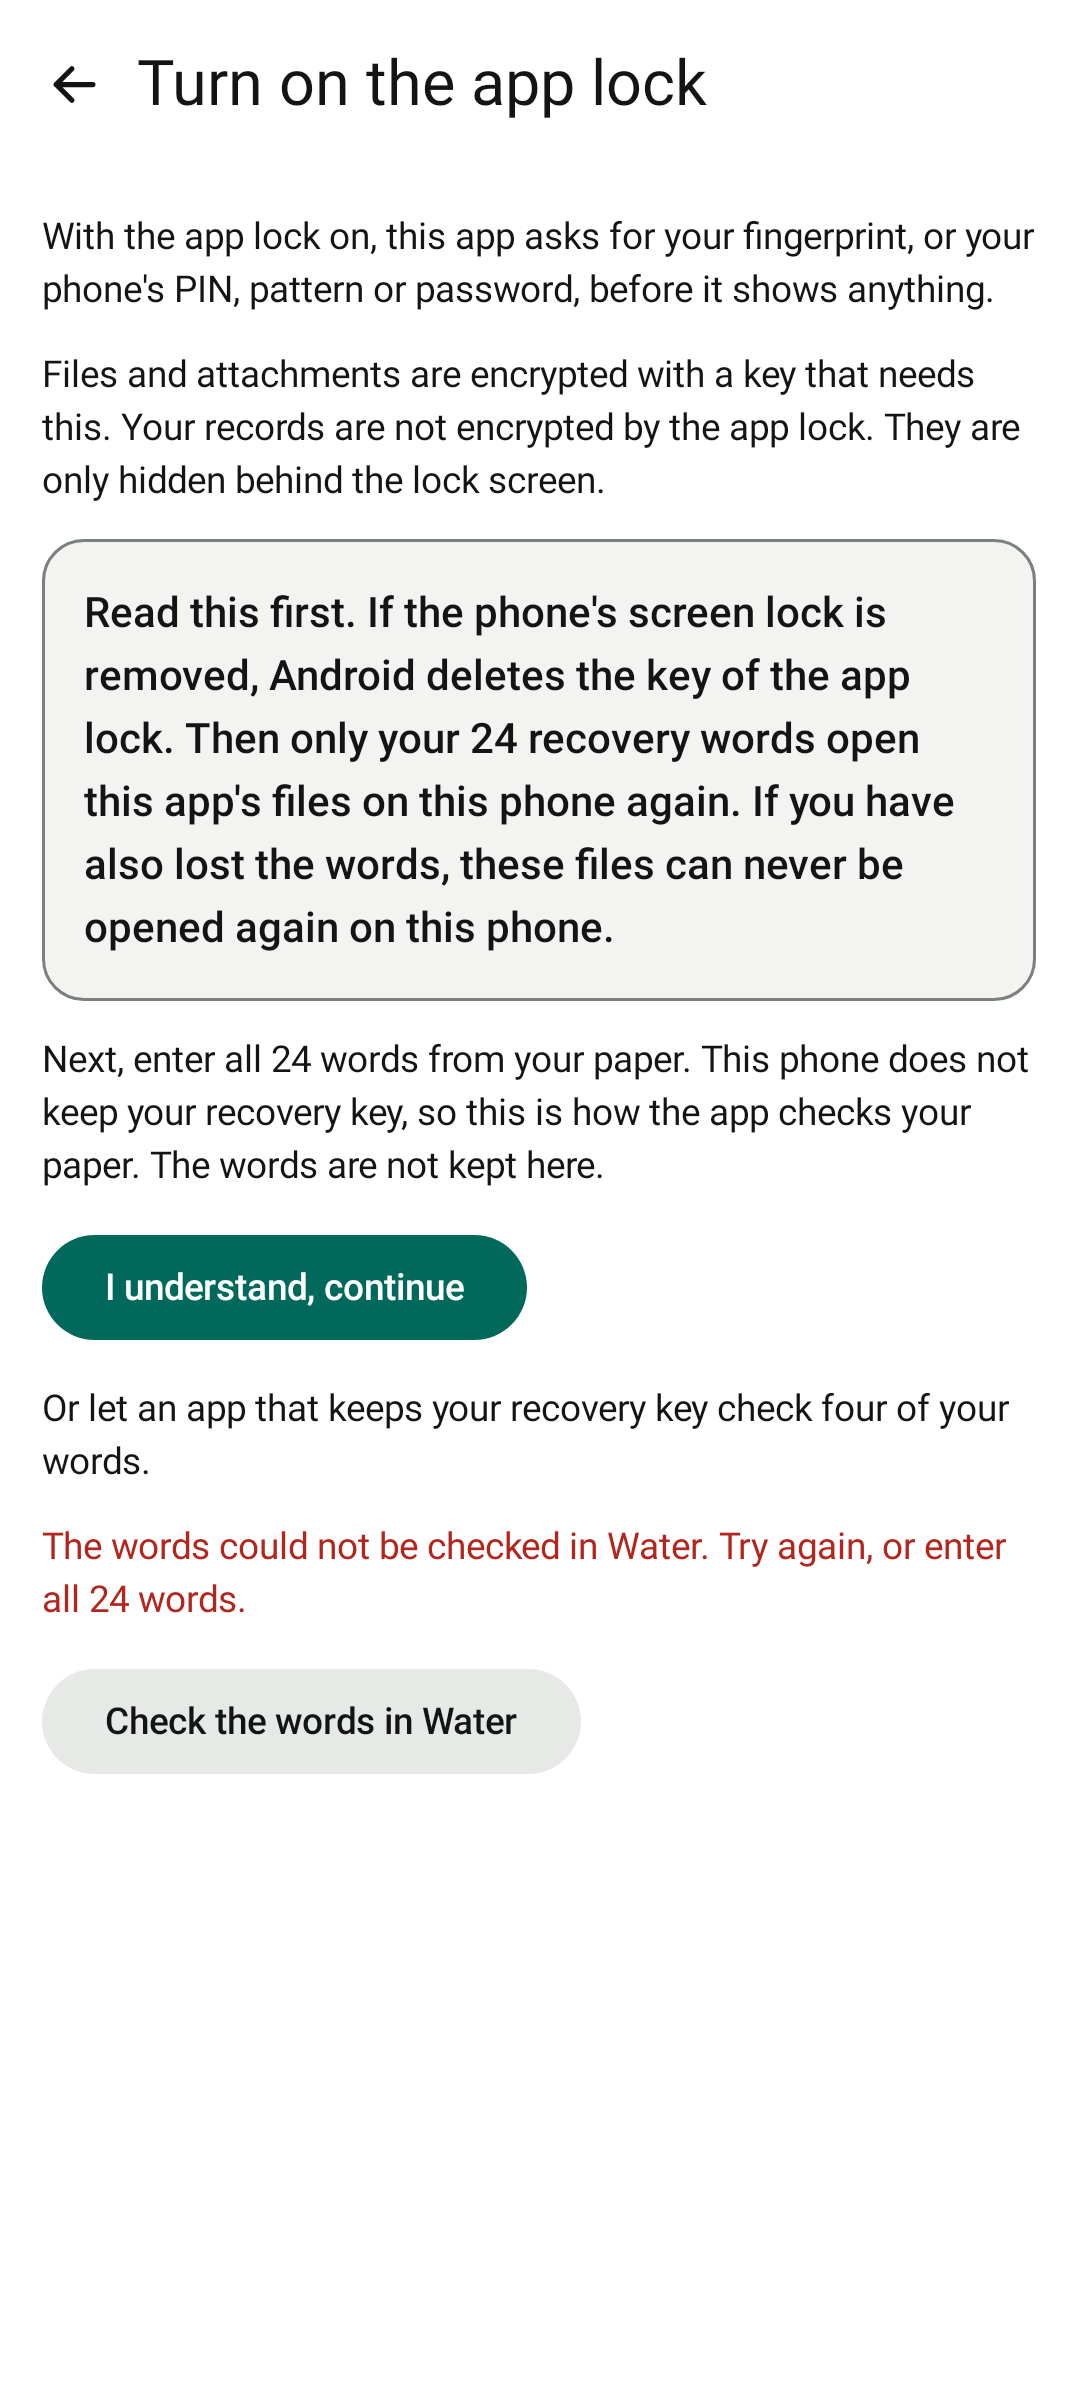 Turn on the app lock
With the app lock on, this app asks for your fingerprint, or your
phone's PIN, pattern or password, before it shows anything.
Files and attachments are encrypted with a key that needs
this. Your records are not encrypted by the app lock. They are
only hidden behind the lock screen.
Read this first. If the phone's screen lock is
removed, Android deletes the key of the app
lock. Then only your 24 recovery words open
this app's files on this phone again. If you have
also lost the words, these files can never be
opened again on this phone.
Next, enter all 24 words from your paper. This phone does not
keep your recovery key, so this is how the app checks your
paper. The words are not kept here.
I understand, continue
Or let an app that keeps your recovery key check four of your
words.
The words could not be checked in Water. Try again, or enter
all 24 words.
Check the words in Water